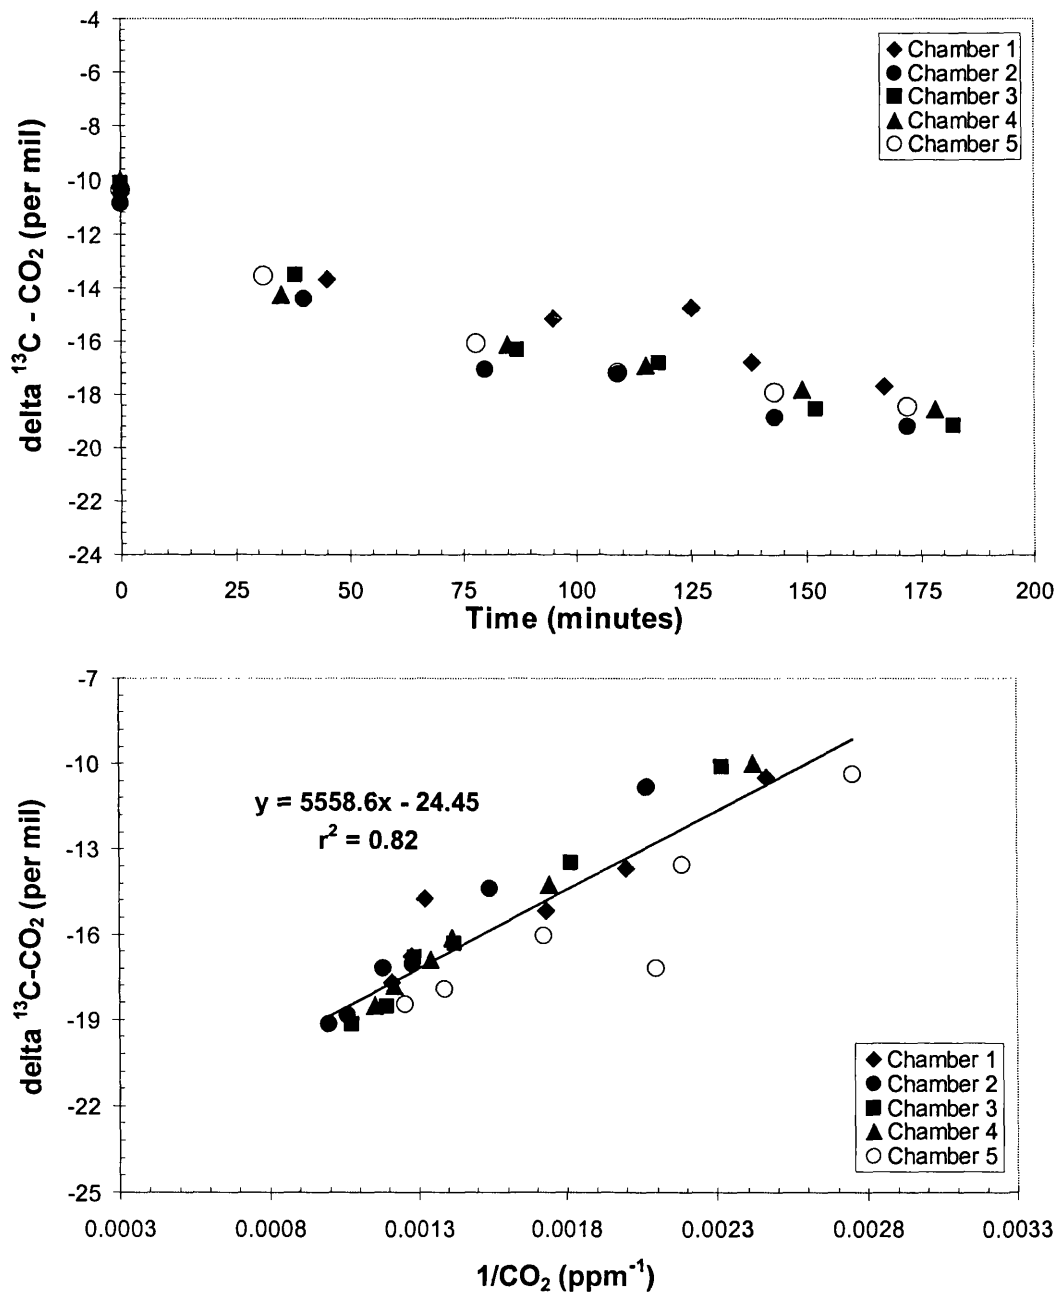 -4
-6
-8
-10
-12
-14
-16
-18
-20
-22
-24
delta ¹³C - CO₂ (per mil)
Chamber 1
Chamber 2
Chamber 3
Chamber 4
Chamber 5
0 25 50 75 100 125 150 175 200
Time (minutes)
-7
-10
-13
-16
-19
-22
-25
delta ¹³C-CO₂ (per mil)
y = 5558.6x - 24.45
r² = 0.82
Chamber 1
Chamber 2
Chamber 3
Chamber 4
Chamber 5
0.0003 0.0008 0.0013 0.0018 0.0023 0.0028 0.0033
1/CO₂ (ppm⁻¹)